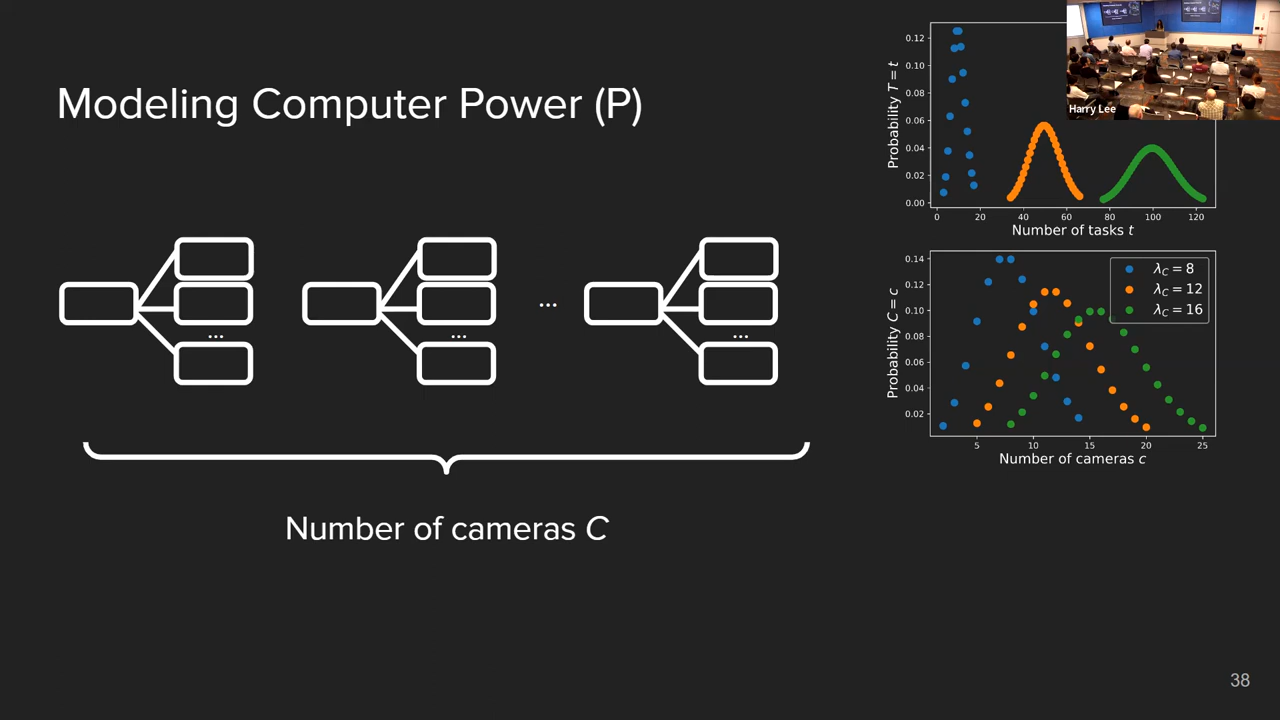 Modeling Computer Power (P)
...
...
...
...
Number of cameras C
Harry Lee
Probability T = t
0.12
0.10
0.08
0.06
0.04
0.02
0.00
0 20 40 60 80 100 120
Number of tasks t
Probability C = c
0.14
0.12
0.10
0.08
0.06
0.04
0.02
λC = 8
λC = 12
λC = 16
5 10 15 20 25
Number of cameras c
38